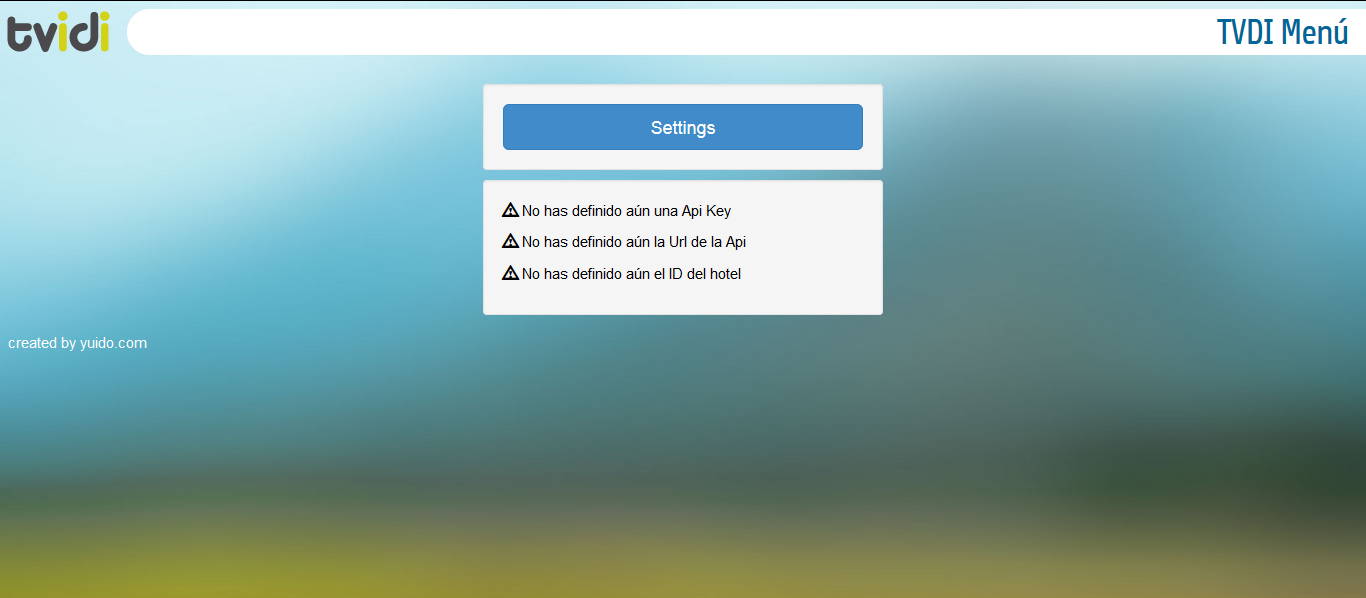 tvidi
TVDI Menú
Settings
No has definido aún una Api Key
No has definido aún la Url de la Api
No has definido aún el ID del hotel
created by yuido.com